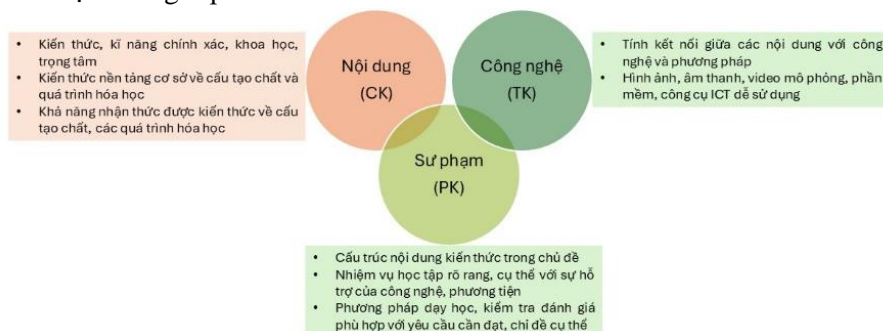 • Kiến thức, kĩ năng chính xác, khoa học,
trọng tâm
• Kiến thức nền tảng cơ sở về cấu tạo chất và
quá trình hóa học
• Khả năng nhận thức được kiến thức về cấu
tạo chất, các quá trình hóa học
Nội dung
(CK)
Công nghệ
(TK)
• Tính kết nối giữa các nội dung với công
nghệ và phương pháp
• Hình ảnh, âm thanh, video mô phỏng, phần
mềm, công cụ ICT dễ sử dụng
Sư phạm
(PK)
• Cấu trúc nội dung kiến thức trong chủ đề
• Nhiệm vụ học tập rõ rang, cụ thể với sự hỗ
trợ của công nghệ, phương tiện
• Phương pháp dạy học, kiểm tra đánh giá
phù hợp với yêu cầu cần đạt, chỉ đề cụ thể